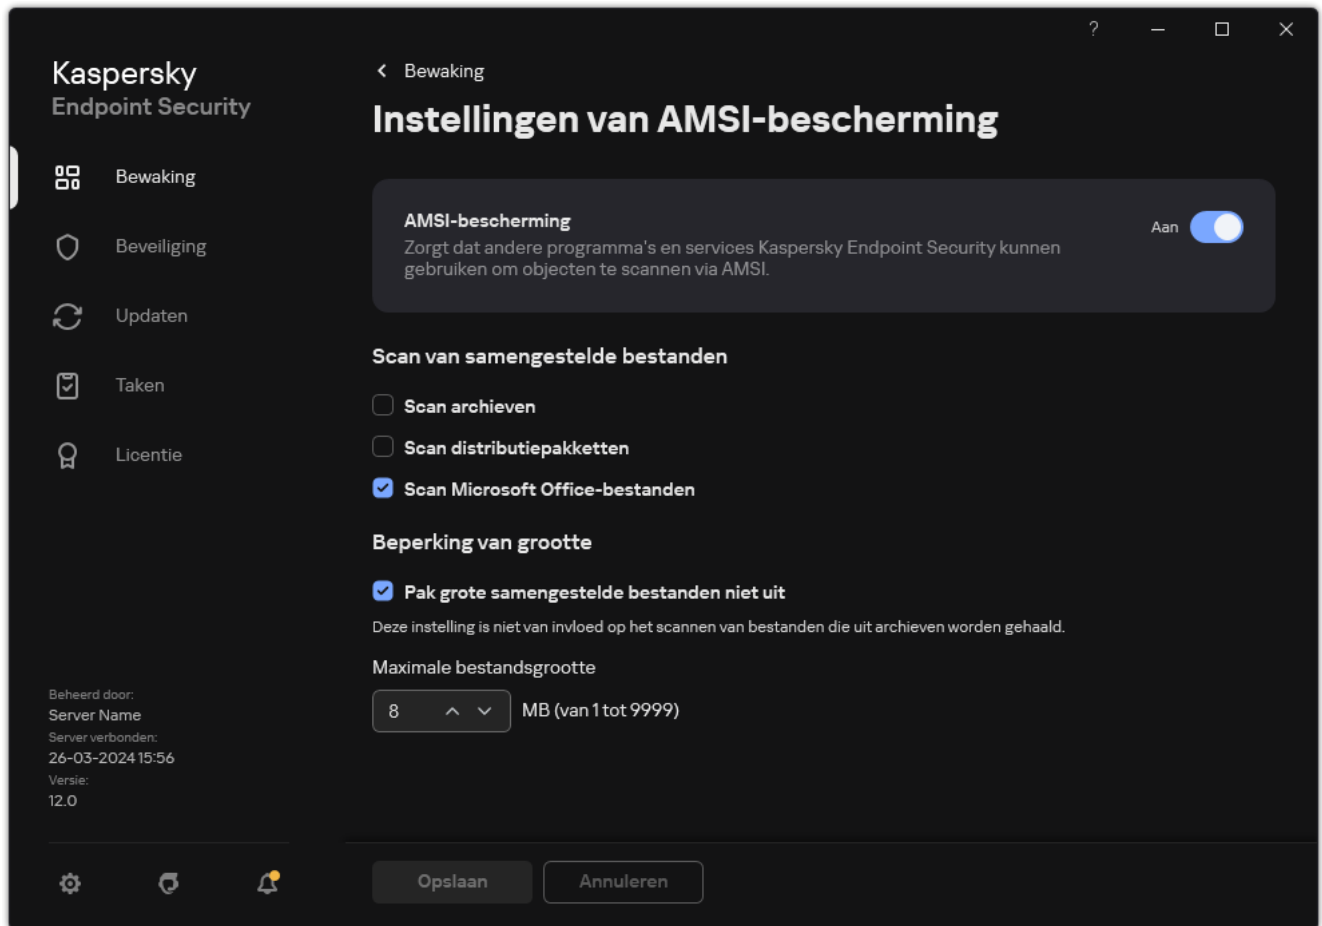 ?
Kaspersky
Endpoint Security
Bewaking
Beveiliging
Updaten
Taken
Licentie
Beheerd door:
Server Name
Server verbonden:
26-03-2024 15:56
Versie:
12.0
Bewaking
Instellingen van AMSI-bescherming
AMSI-bescherming
Zorgt dat andere programma's en services Kaspersky Endpoint Security kunnen
gebruiken om objecten te scannen via AMSI.
Aan
Scan van samengestelde bestanden
Scan archieven
Scan distributiepakketten
Scan Microsoft Office-bestanden
Beperking van grootte
Pak grote samengestelde bestanden niet uit
Deze instelling is niet van invloed op het scannen van bestanden die uit archieven worden gehaald.
Maximale bestandsgrootte
8 MB (van 1 tot 9999)
Opslaan Annuleren